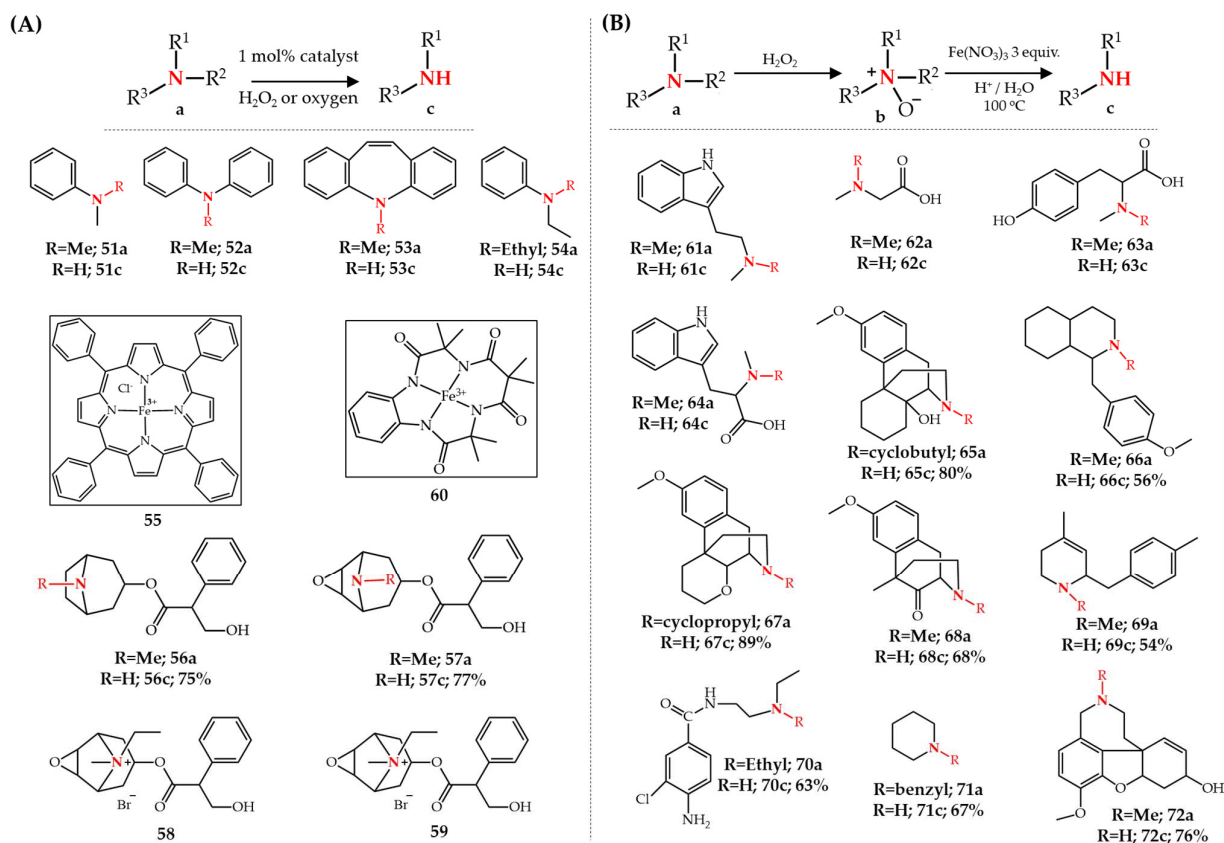 (A)
R¹
N
R²
R³
a
1 mol% catalyst
H₂O₂ or oxygen
R¹
NH
R³
c
N
R
R=Me; 51a
R=H; 51c
N
R
R=Me; 52a
R=H; 52c
N
R
R=Me; 53a
R=H; 53c
N
R
R=Ethyl; 54a
R=H; 54c
Cl⁻
N
N
Fe³⁺
N
N
55
O
O
N
N
Fe³⁺
N
N
O
O
60
R
N
O
O
OH
R=Me; 56a
R=H; 56c; 75%
O
N
R
O
O
OH
R=Me; 57a
R=H; 57c; 77%
O
N
+
O
O
OH
Br⁻
58
O
N
+
O
O
OH
Br⁻
59
(B)
R¹
N
R²
R³
a
H₂O₂
R¹
N
+
R²
R³
O⁻
b
Fe(NO₃)₃ 3 equiv.
H⁺ / H₂O
100 ºC
R¹
NH
R³
c
H
N
N
R
R=Me; 61a
R=H; 61c
R
N
O
OH
R=Me; 62a
R=H; 62c
HO
O
OH
N
R
R=Me; 63a
R=H; 63c
H
N
N
R
O
OH
R=Me; 64a
R=H; 64c
O
OH
N
R
R=cyclobutyl; 65a
R=H; 65c; 80%
N
R
O
R=Me; 66a
R=H; 66c; 56%
O
N
R
O
R=cyclopropyl; 67a
R=H; 67c; 89%
O
N
R
O
R=Me; 68a
R=H; 68c; 68%
N
R
R=Me; 69a
R=H; 69c; 54%
O
C
H
N
N
R
Cl
NH₂
R=Ethyl; 70a
R=H; 70c; 63%
N
R
R=benzyl; 71a
R=H; 71c; 67%
R
N
O
O
OH
R=Me; 72a
R=H; 72c; 76%